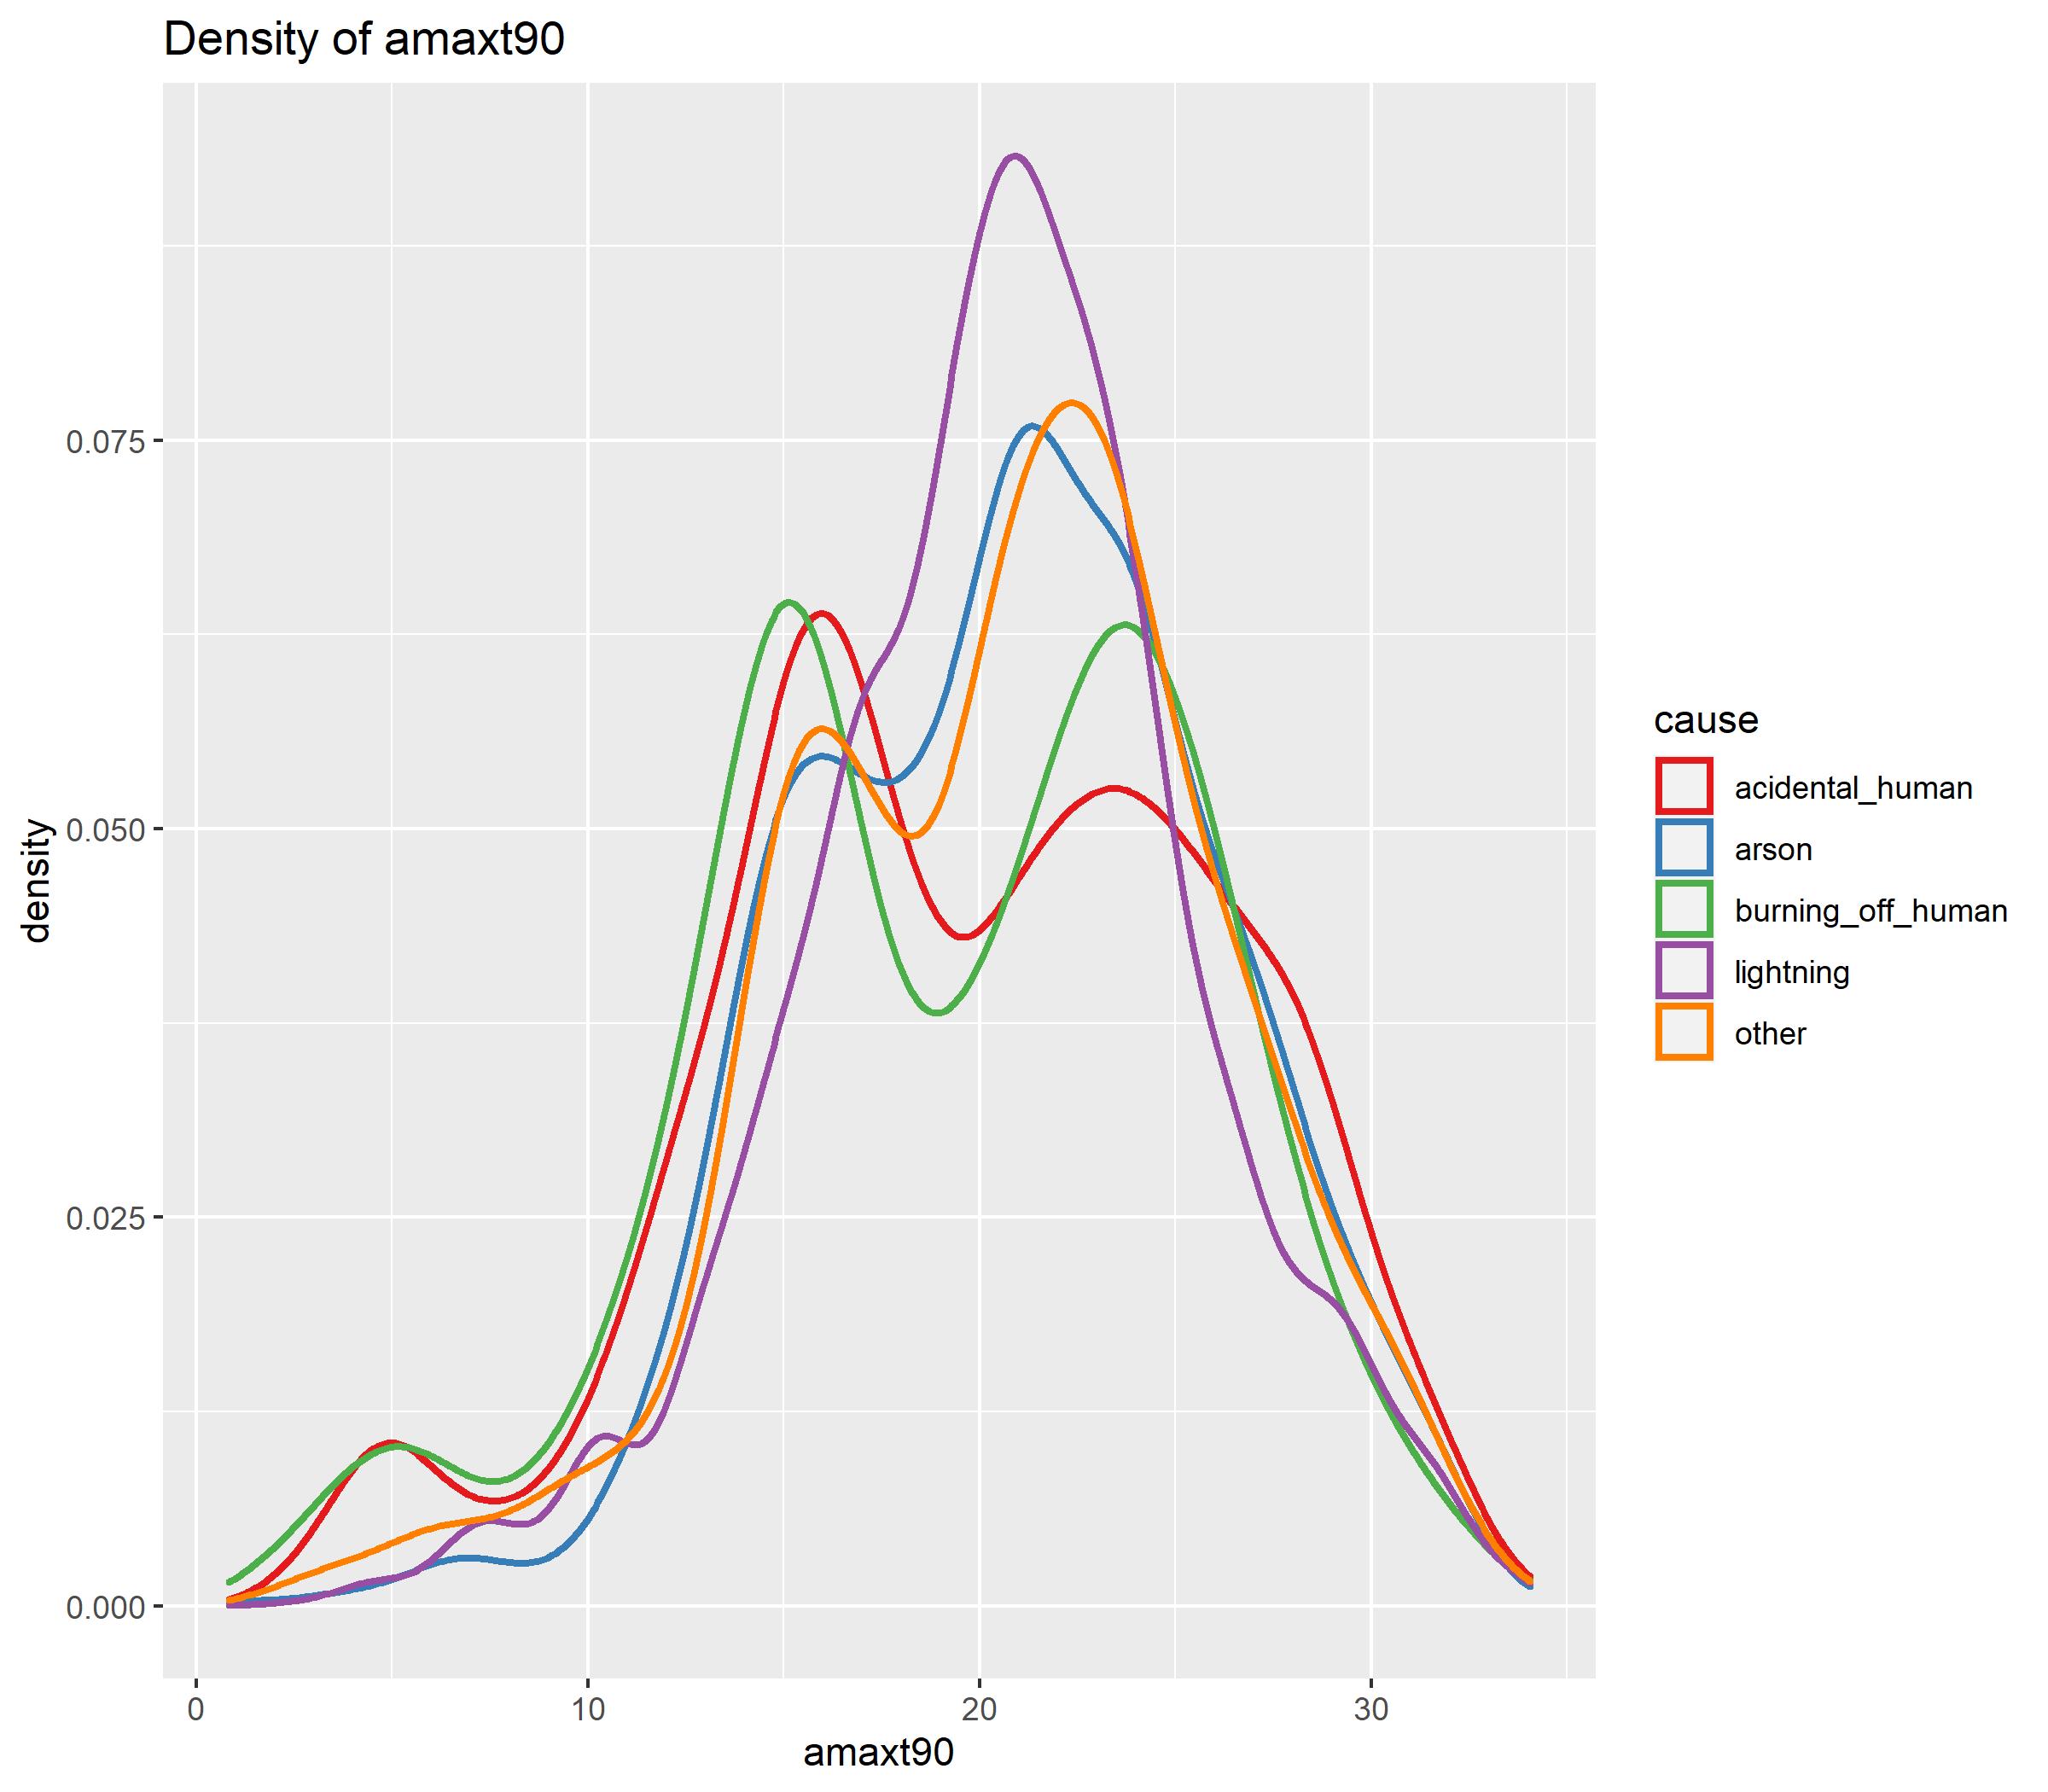 Density of amaxt90
density
0.075
0.050
0.025
0.000
0
10
20
30
amaxt90
cause
acidental_human
arson
burning_off_human
lightning
other